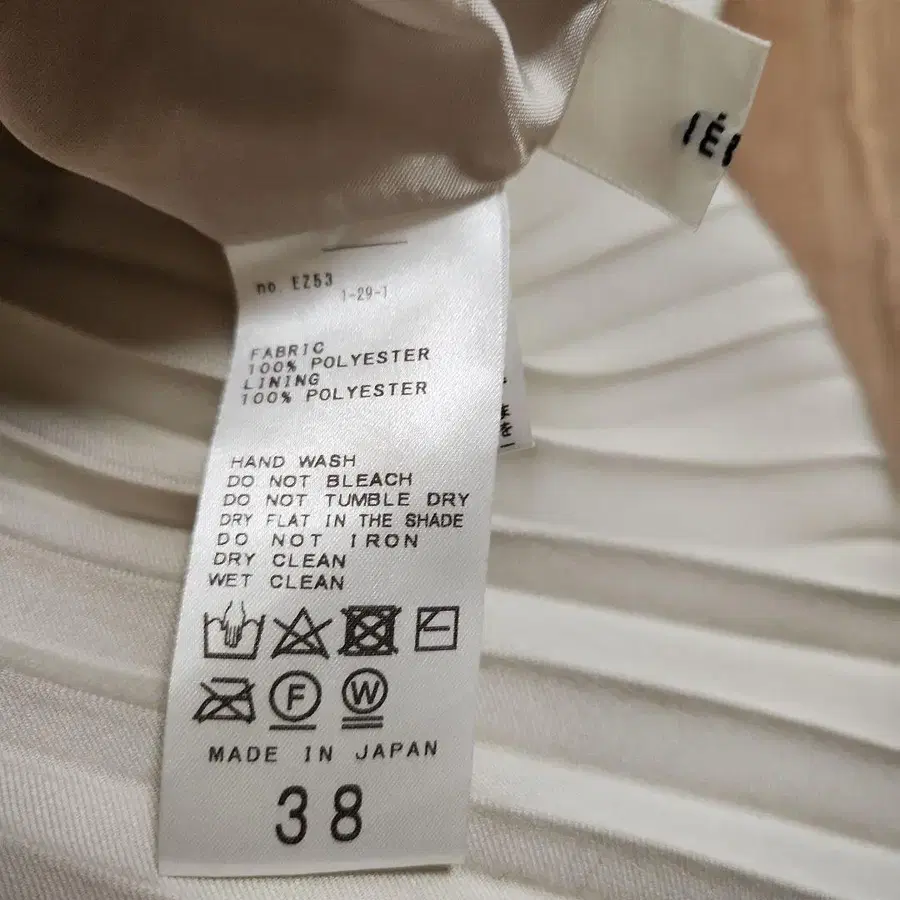 no. EZ53
1-29-1
FABRIC
100% POLYESTER
LINING
100% POLYESTER
HAND WASH
DO NOT BLEACH
DO NOT TUMBLE DRY
DRY FLAT IN THE SHADE
DO NOT IRON
DRY CLEAN
WET CLEAN
F W
MADE IN JAPAN
38